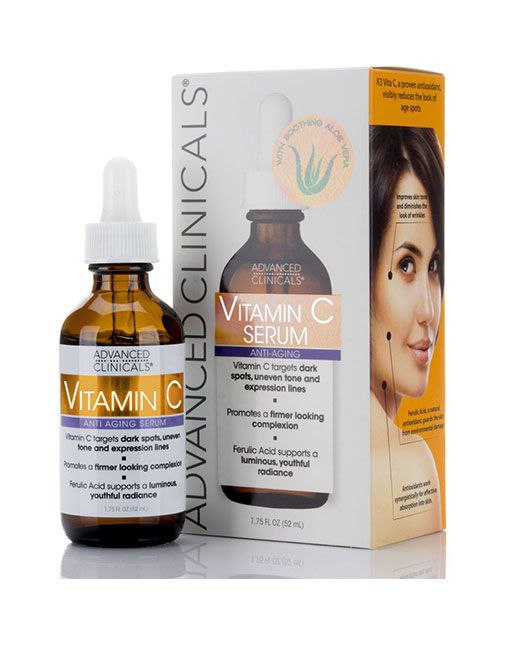 ADVANCED
CLINICALS®
VITAMIN C
ANTI AGING SERUM
Vitamin C targets dark spots, uneven
tone and expression lines
Promotes a firmer looking complexion
Ferulic Acid supports a luminous,
youthful radiance
1.75 FL OZ (52 mL)
ADVANCED CLINICALS®
WITH SOOTHING ALOE VERA
ADVANCED
CLINICALS®
VITAMIN C
SERUM
ANTI-AGING
Vitamin C targets dark
spots, uneven tone and
expression lines
Promotes a firmer looking
complexion
Ferulic Acid supports a
luminous, youthful
radiance
1.75 FL OZ (52 mL)
K3 Vita C, a proven antioxidant,
visibly reduces the look of
age-spots
Improves skin tone
and diminishes the
look of wrinkles
Ferulic Acid, a natural
antioxidant, guards the skin
from environmental damage
Antioxidants work
synergistically for effective
absorption into skin.